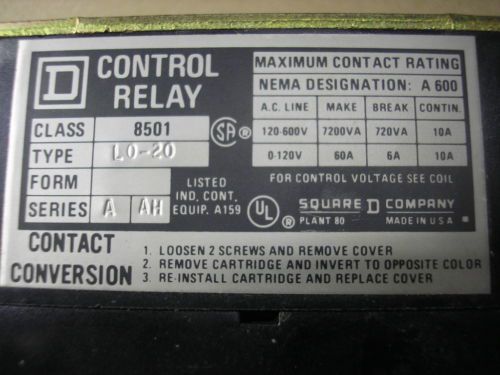 D CONTROL RELAY
CLASS 8501
TYPE LO-20
FORM
SERIES A AH
SA ®
LISTED
IND. CONT.
EQUIP. A159
UL ®
MAXIMUM CONTACT RATING
NEMA DESIGNATION: A 600
A.C. LINE MAKE BREAK CONTIN.
120-600V 7200VA 720VA 10A
0-120V 60A 6A 10A
FOR CONTROL VOLTAGE SEE COIL
SQUARE D COMPANY
PLANT 80 MADE IN U.S.A.
CONTACT CONVERSION
1. LOOSEN 2 SCREWS AND REMOVE COVER
2. REMOVE CARTRIDGE AND INVERT TO OPPOSITE COLOR
3. RE-INSTALL CARTRIDGE AND REPLACE COVER